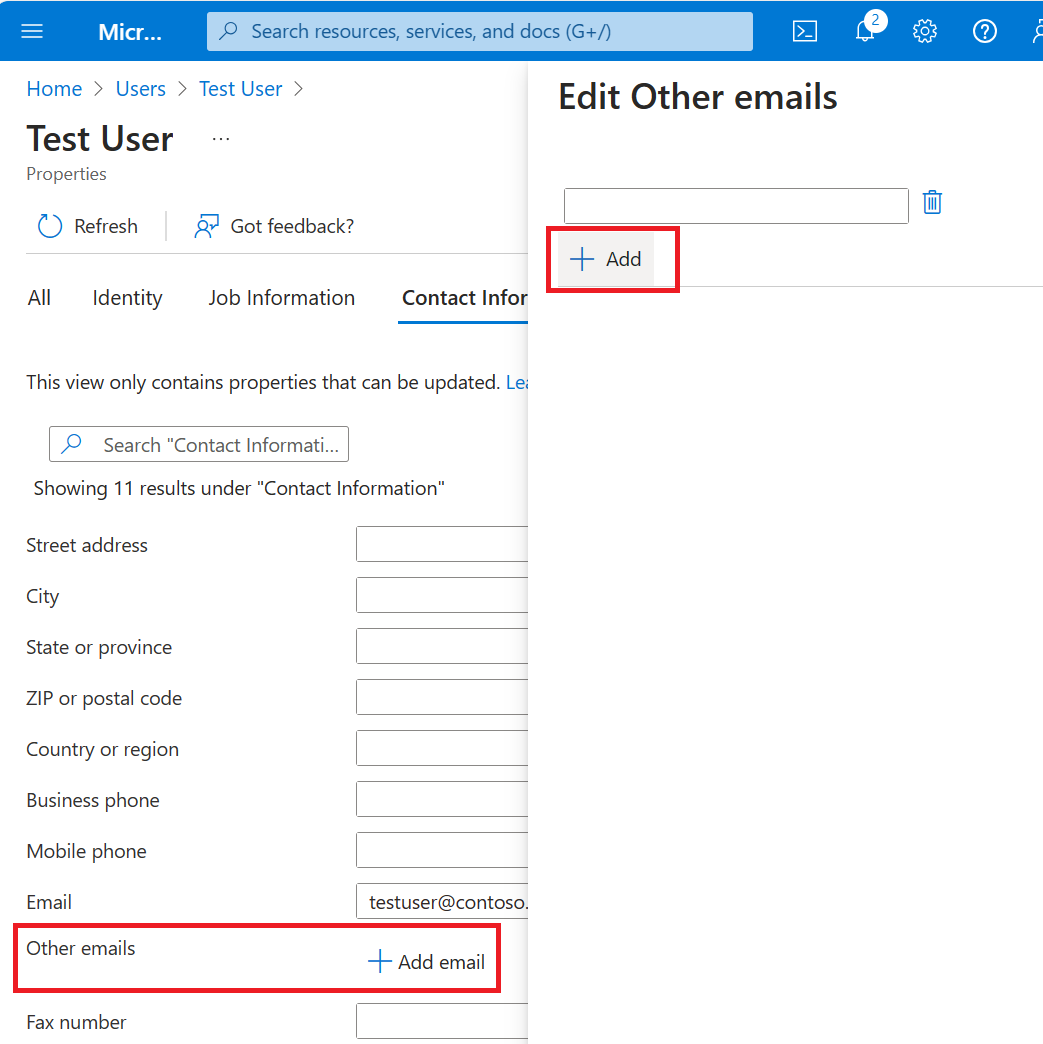 Micr...
Search resources, services, and docs (G+/)
2
Home > Users > Test User >
Test User ...
Properties
Refresh
Got feedback?
All
Identity
Job Information
Contact Infor
This view only contains properties that can be updated. Lea
Search "Contact Informati...
Showing 11 results under "Contact Information"
Street address
City
State or province
ZIP or postal code
Country or region
Business phone
Mobile phone
Email
testuser@contoso.
Other emails
+ Add email
Fax number
Edit Other emails
+ Add